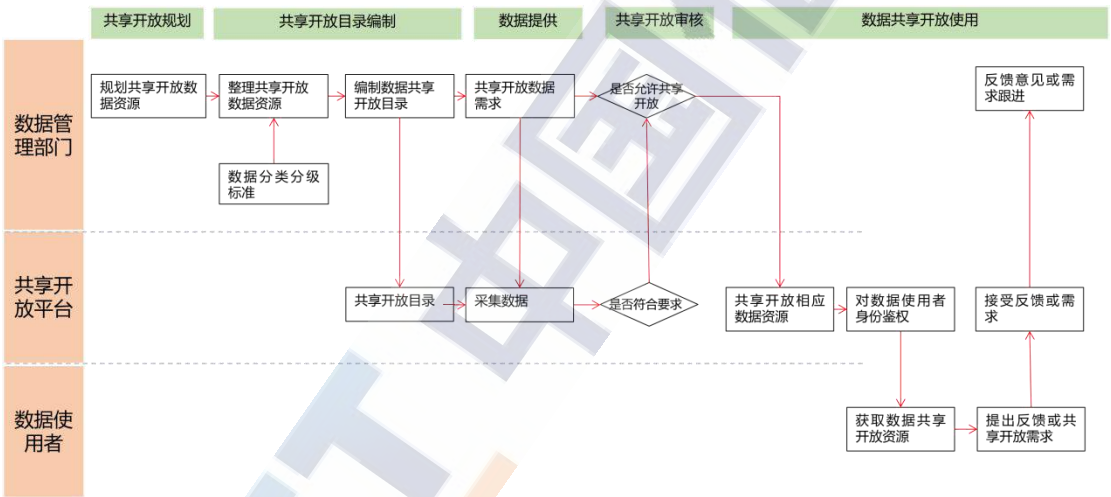 共享开放规划
共享开放目录编制
数据提供
共享开放审核
数据共享开放使用
数据管
理部门
规划共享开放数
据资源
整理共享开放
数据资源
编制数据共享
开放目录
共享开放数据
需求
是否允许共享
开放
反馈意见或需
求跟进
数据分类分级
标准
共享开
放平台
共享开放目录
采集数据
是否符合要求
共享开放相应
数据资源
对数据使用者
身份鉴权
接受反馈或需
求
数据使
用者
获取数据共享
开放资源
提出反馈或共
享开放需求
中国